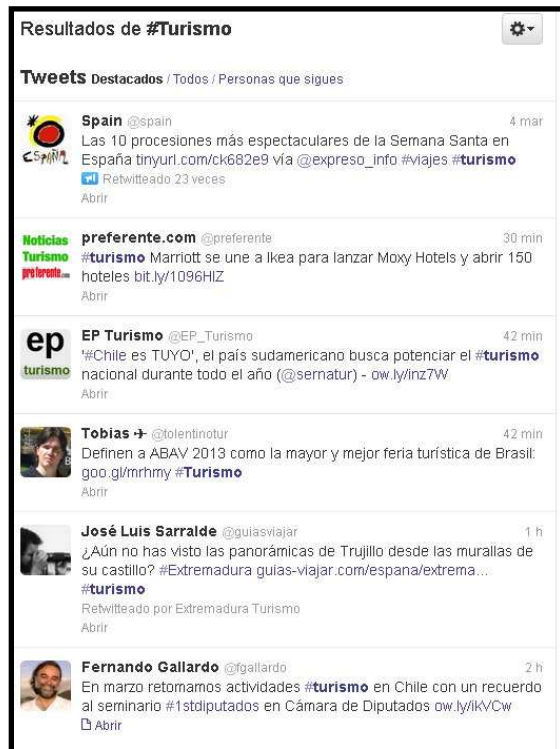 Resultados de #Turismo
Tweets Destacados / Todos / Personas que sigues
ESPAÑA
Spain @spain 4 mar
Las 10 procesiones más espectaculares de la Semana Santa en
España tinyurl.com/ck682e9 vía @expreso_info #viajes #turismo
Retwitteado 23 veces
Abrir
Noticias
Turismo
preferente.com
preferente.com @preferente 30 min
#turismo Marriott se une a Ikea para lanzar Moxy Hotels y abrir 150
hoteles bit.ly/1096HIZ
Abrir
ep
turismo
EP Turismo @EP_Turismo 42 min
'#Chile es TUYO', el país sudamericano busca potenciar el #turismo
nacional durante todo el año (@sernatur) - ow.ly/inz7W
Abrir
Tobias ✈ @tolentinotur 42 min
Definen a ABAV 2013 como la mayor y mejor feria turística de Brasil:
goo.gl/mrhmy #Turismo
Abrir
José Luis Sarralde @guiasviajar 1 h
¿Aún no has visto las panorámicas de Trujillo desde las murallas de
su castillo? #Extremadura guias-viajar.com/espana/extrema...
#turismo
Retwitteado por Extremadura Turismo
Abrir
Fernando Gallardo @fgallardo 2 h
En marzo retomamos actividades #turismo en Chile con un recuerdo
al seminario #1stdiputados en Cámara de Diputados ow.ly/ikVCw
Abrir